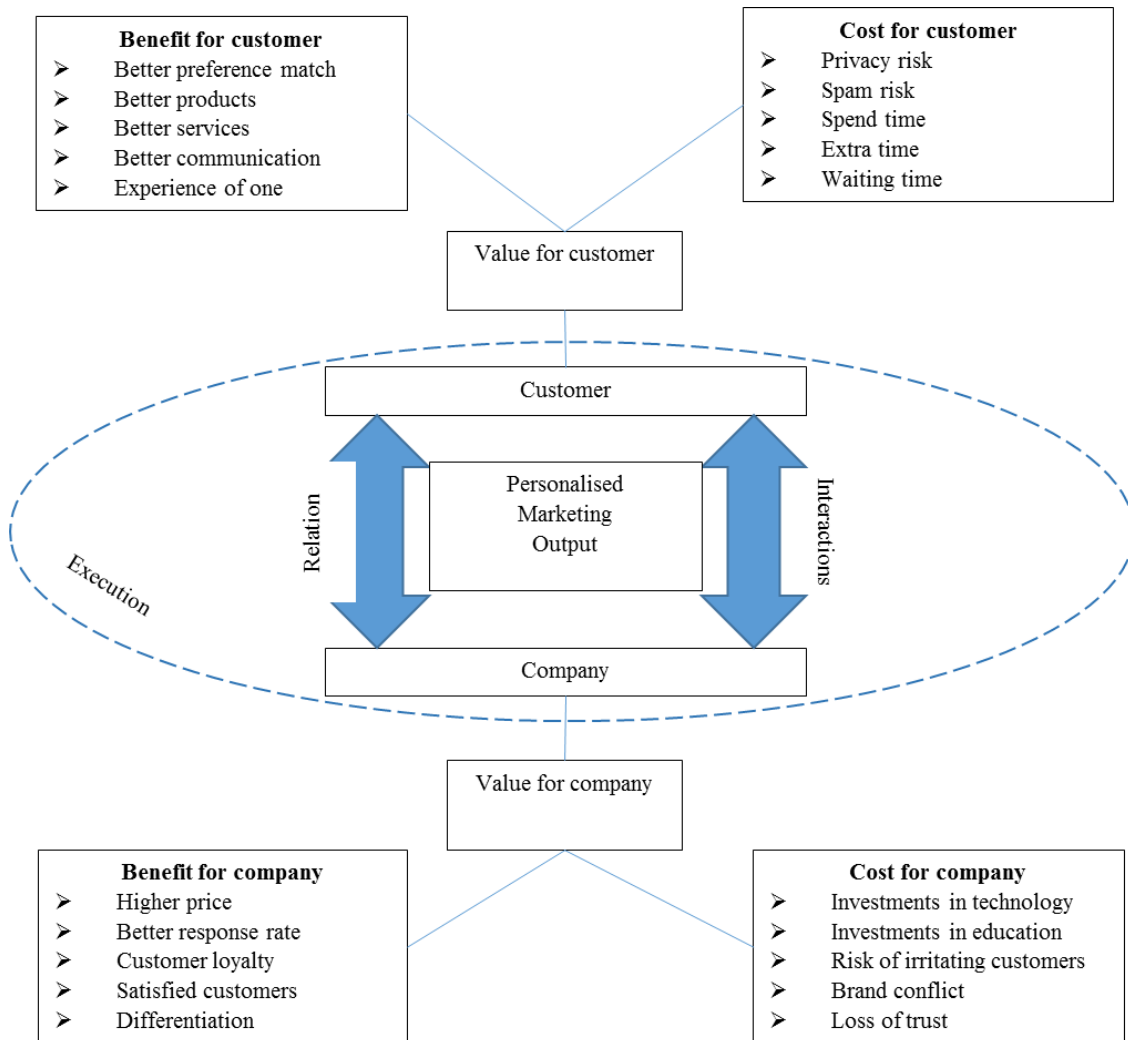 Benefit for customer
➢ Better preference match
➢ Better products
➢ Better services
➢ Better communication
➢ Experience of one
Cost for customer
➢ Privacy risk
➢ Spam risk
➢ Spend time
➢ Extra time
➢ Waiting time
Value for customer
Customer
Relation
Personalised
Marketing
Output
Interactions
Execution
Company
Value for company
Benefit for company
➢ Higher price
➢ Better response rate
➢ Customer loyalty
➢ Satisfied customers
➢ Differentiation
Cost for company
➢ Investments in technology
➢ Investments in education
➢ Risk of irritating customers
➢ Brand conflict
➢ Loss of trust